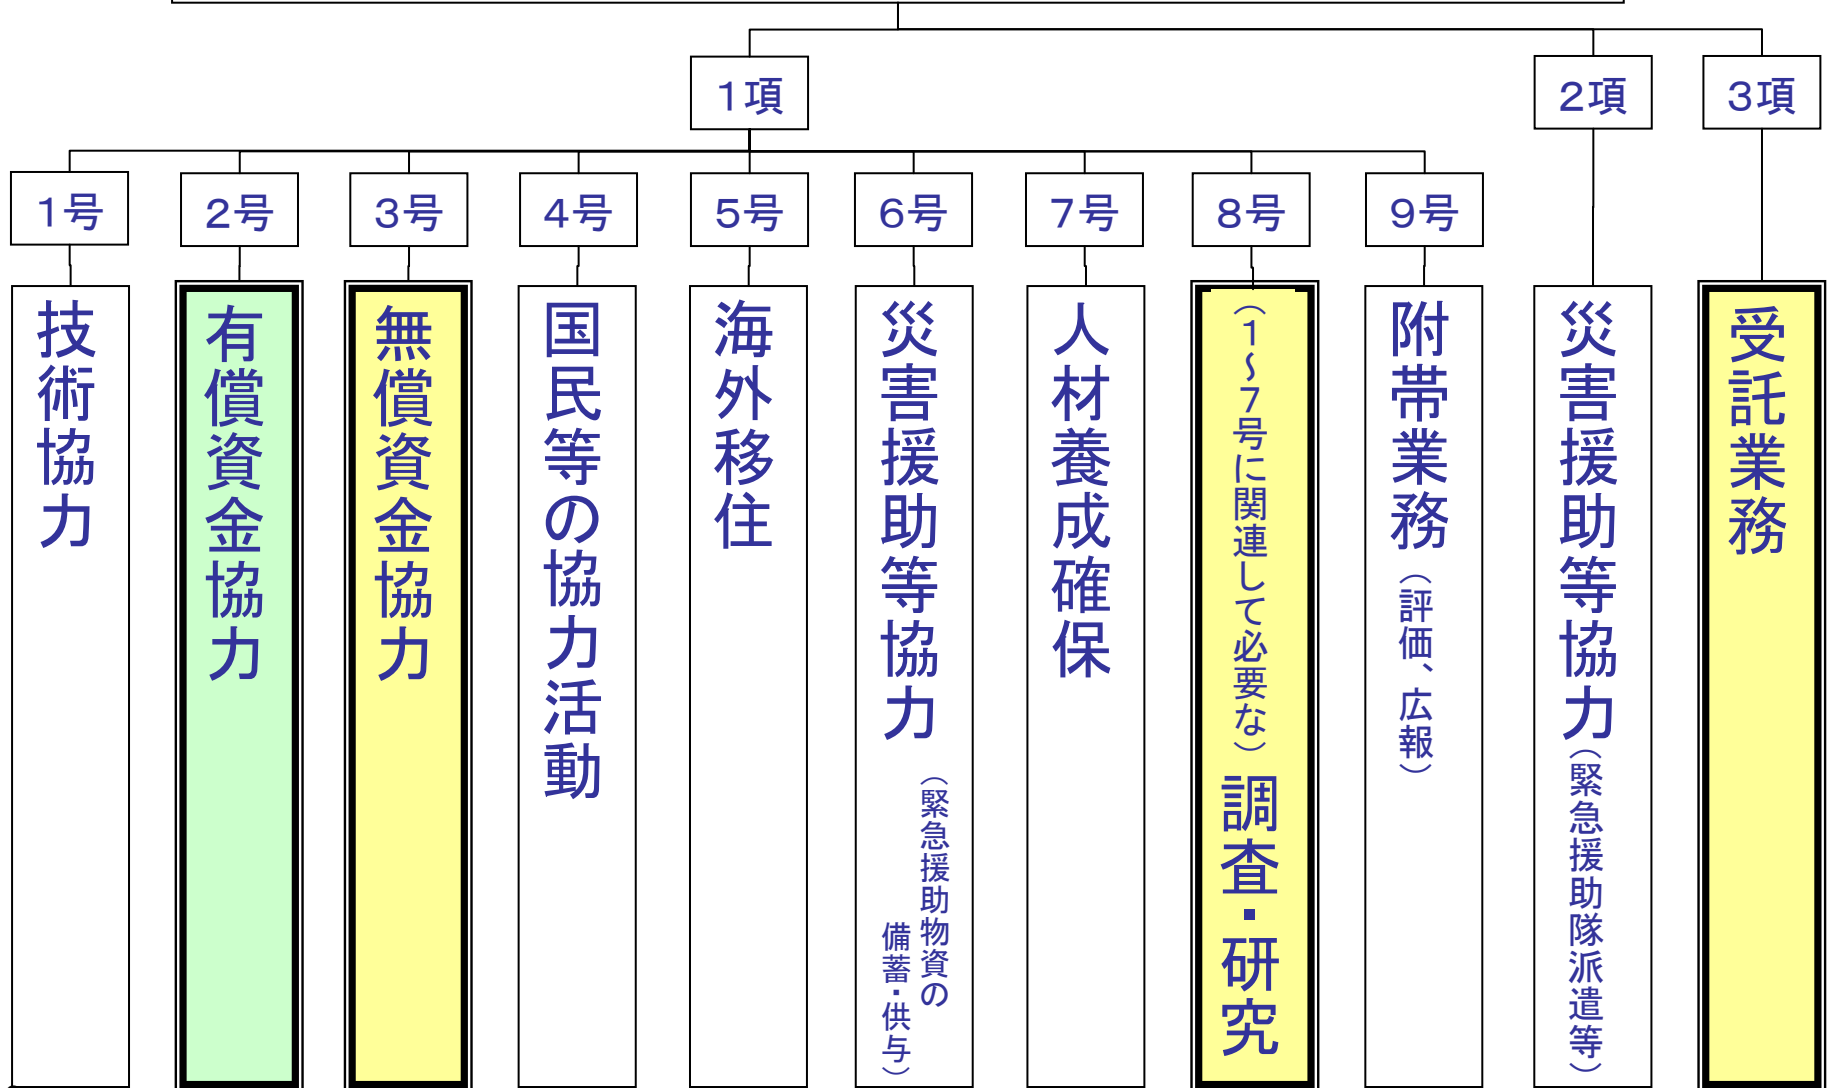 1項
2項
3項
1号
2号
3号
4号
5号
6号
7号
8号
9号
技術協力
有償資金協力
無償資金協力
国民等の協力活動
海外移住
災害援助等協力
（緊急援助物資の
備蓄・供与）
人材養成確保
（1～7号に関連して必要な）調査・研究
附帯業務（評価、広報）
災害援助等協力（緊急援助隊派遣等）
受託業務